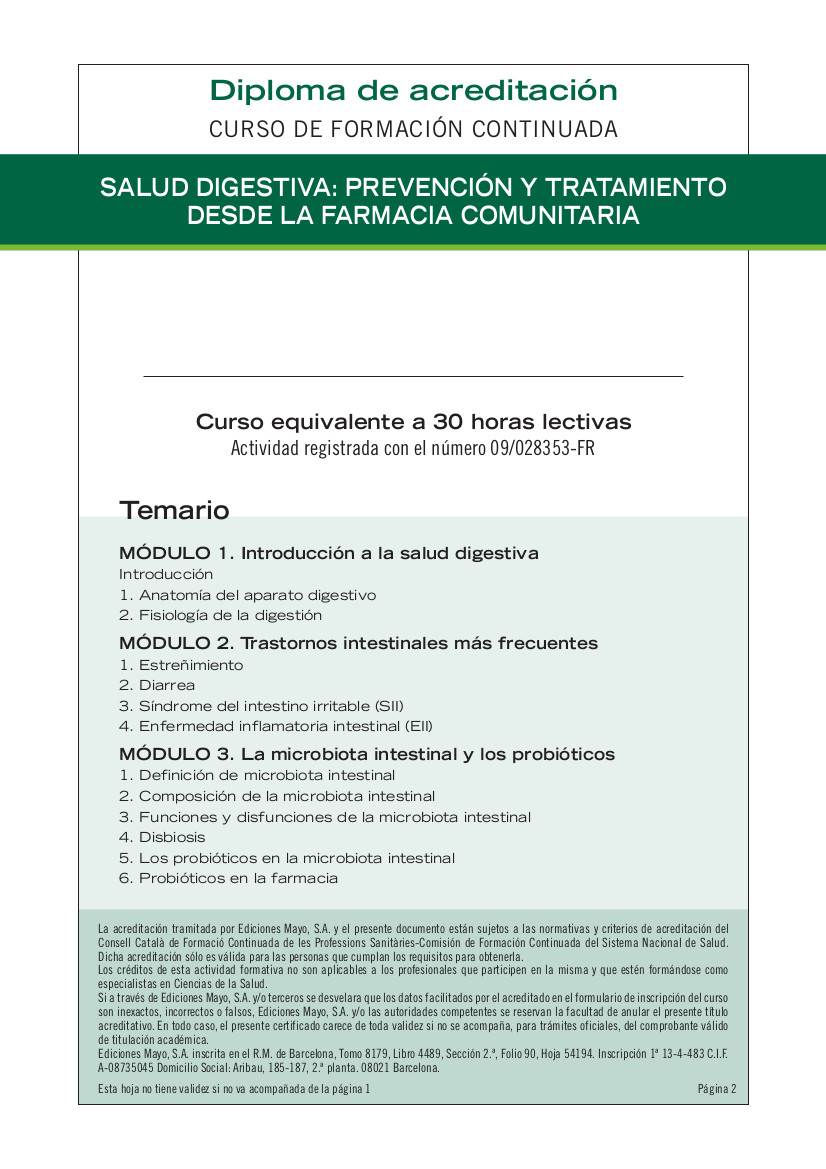 Diploma de acreditación
CURSO DE FORMACIÓN CONTINUADA
SALUD DIGESTIVA: PREVENCIÓN Y TRATAMIENTO
DESDE LA FARMACIA COMUNITARIA
Curso equivalente a 30 horas lectivas
Actividad registrada con el número 09/028353-FR
Temario
MÓDULO 1. Introducción a la salud digestiva
Introducción
1. Anatomía del aparato digestivo
2. Fisiología de la digestión
MÓDULO 2. Trastornos intestinales más frecuentes
1. Estreñimiento
2. Diarrea
3. Síndrome del intestino irritable (SII)
4. Enfermedad inflamatoria intestinal (EII)
MÓDULO 3. La microbiota intestinal y los probióticos
1. Definición de microbiota intestinal
2. Composición de la microbiota intestinal
3. Funciones y disfunciones de la microbiota intestinal
4. Disbiosis
5. Los probióticos en la microbiota intestinal
6. Probióticos en la farmacia
La acreditación tramitada por Ediciones Mayo, S.A. y el presente documento están sujetos a las normativas y criterios de acreditación del
Consell Català de Formació Continuada de les Professions Sanitàries-Comisión de Formación Continuada del Sistema Nacional de Salud.
Dicha acreditación sólo es válida para las personas que cumplan los requisitos para obtenerla.
Los créditos de esta actividad formativa no son aplicables a los profesionales que participen en la misma y que estén formándose como
especialistas en Ciencias de la Salud.
Si a través de Ediciones Mayo, S.A. y/o terceros se desvelara que los datos facilitados por el acreditado en el formulario de inscripción del curso
son inexactos, incorrectos o falsos, Ediciones Mayo, S.A. y/o las autoridades competentes se reservan la facultad de anular el presente título
acreditativo. En todo caso, el presente certificado carece de toda validez si no se acompaña, para trámites oficiales, del comprobante válido
de titulación académica.
Ediciones Mayo, S.A. inscrita en el R.M. de Barcelona, Tomo 8179, Libro 4489, Sección 2.ª, Folio 90, Hoja 54194. Inscripción 1ª 13-4-483 C.I.F.
A-08735045 Domicilio Social: Aribau, 185-187, 2.ª planta. 08021 Barcelona.
Esta hoja no tiene validez si no va acompañada de la página 1
Página 2